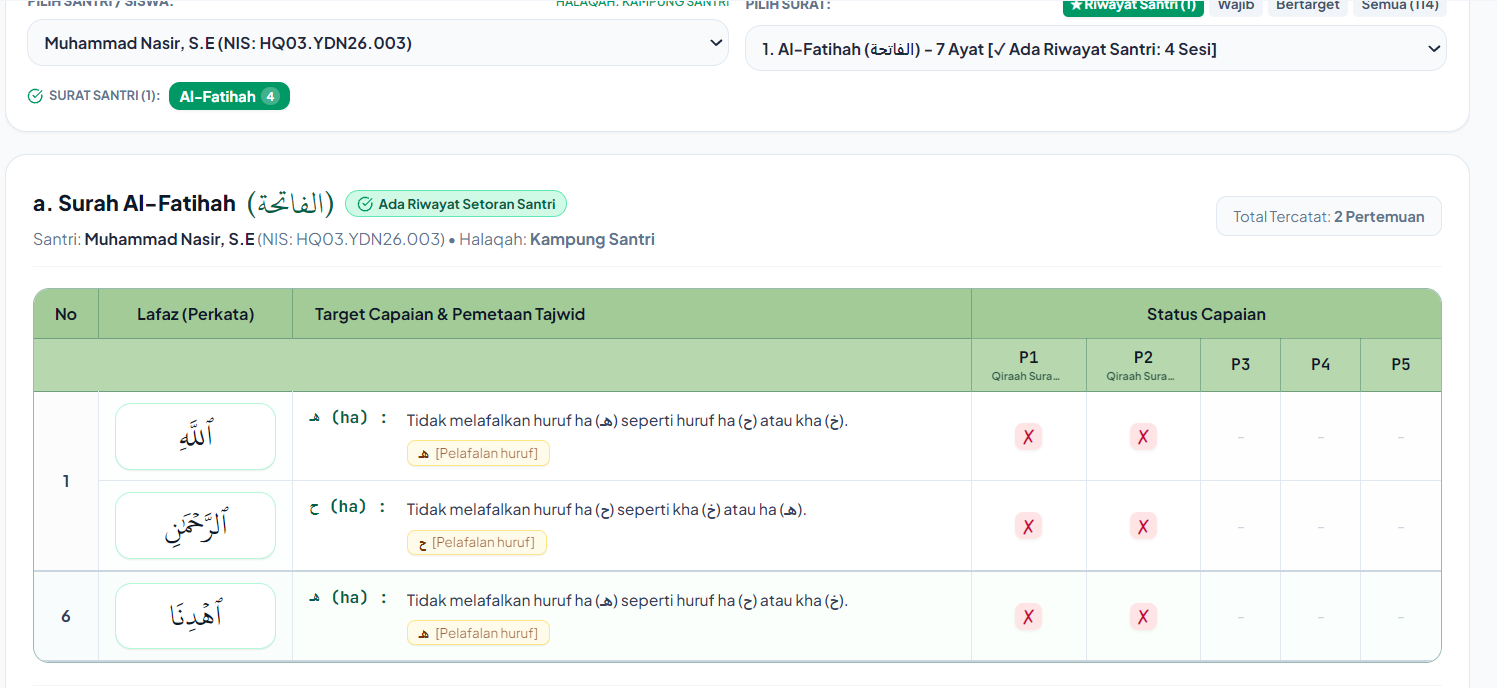 PILIH SANTRI / SISWA:
HALAQAH: KAMPUNG SANTRI
PILIH SURAT:
★Riwayat Santri (1)
Wajib
Bertarget
Semua (114)
Muhammad Nasir, S.E (NIS: HQ03.YDN26.003)
1. Al-Fatihah (الفاتحة) - 7 Ayat [✓ Ada Riwayat Santri: 4 Sesi]
SURAT SANTRI (1): Al-Fatihah 4
a. Surah Al-Fatihah (الفاتحة) Ada Riwayat Setoran Santri
Total Tercatat: 2 Pertemuan
Santri: Muhammad Nasir, S.E (NIS: HQ03.YDN26.003) • Halaqah: Kampung Santri
No
Lafaz (Perkata)
Target Capaian & Pemetaan Tajwid
Status Capaian
P1
Qiraah Sura...
P2
Qiraah Sura...
P3
P4
P5
1
ٱللَّهِ
هـ (ha) :
Tidak melafalkan huruf ha (هـ) seperti huruf ha (ح) atau kha (خ).
هـ [Pelafalan huruf]
✗ ✗ - - -
ٱلرَّحۡمَٰنِ
ح (ha) :
Tidak melafalkan huruf ha (ح) seperti kha (خ) atau ha (هـ).
ح [Pelafalan huruf]
✗ ✗ - - -
6
ٱهۡدِنَا
هـ (ha) :
Tidak melafalkan huruf ha (هـ) seperti huruf ha (ح) atau kha (خ).
هـ [Pelafalan huruf]
✗ ✗ - - -